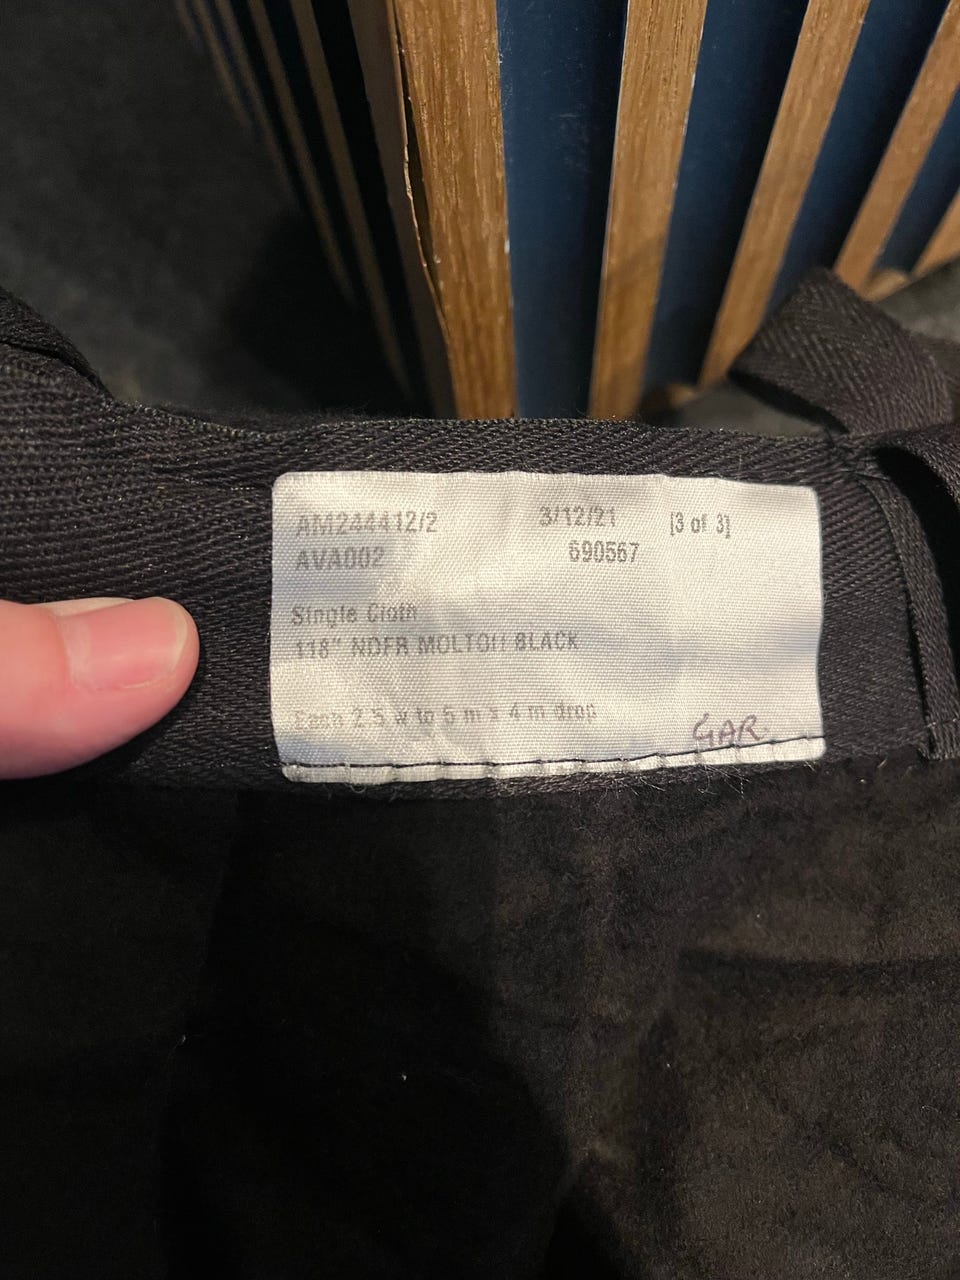 AM244412/2 3/12/21 [3 of 3]
AVA002 690567
Single Cloth
118" NDFR MOLTON BLACK
Each 2.5 w to 5 m x 4 m drop
GAR